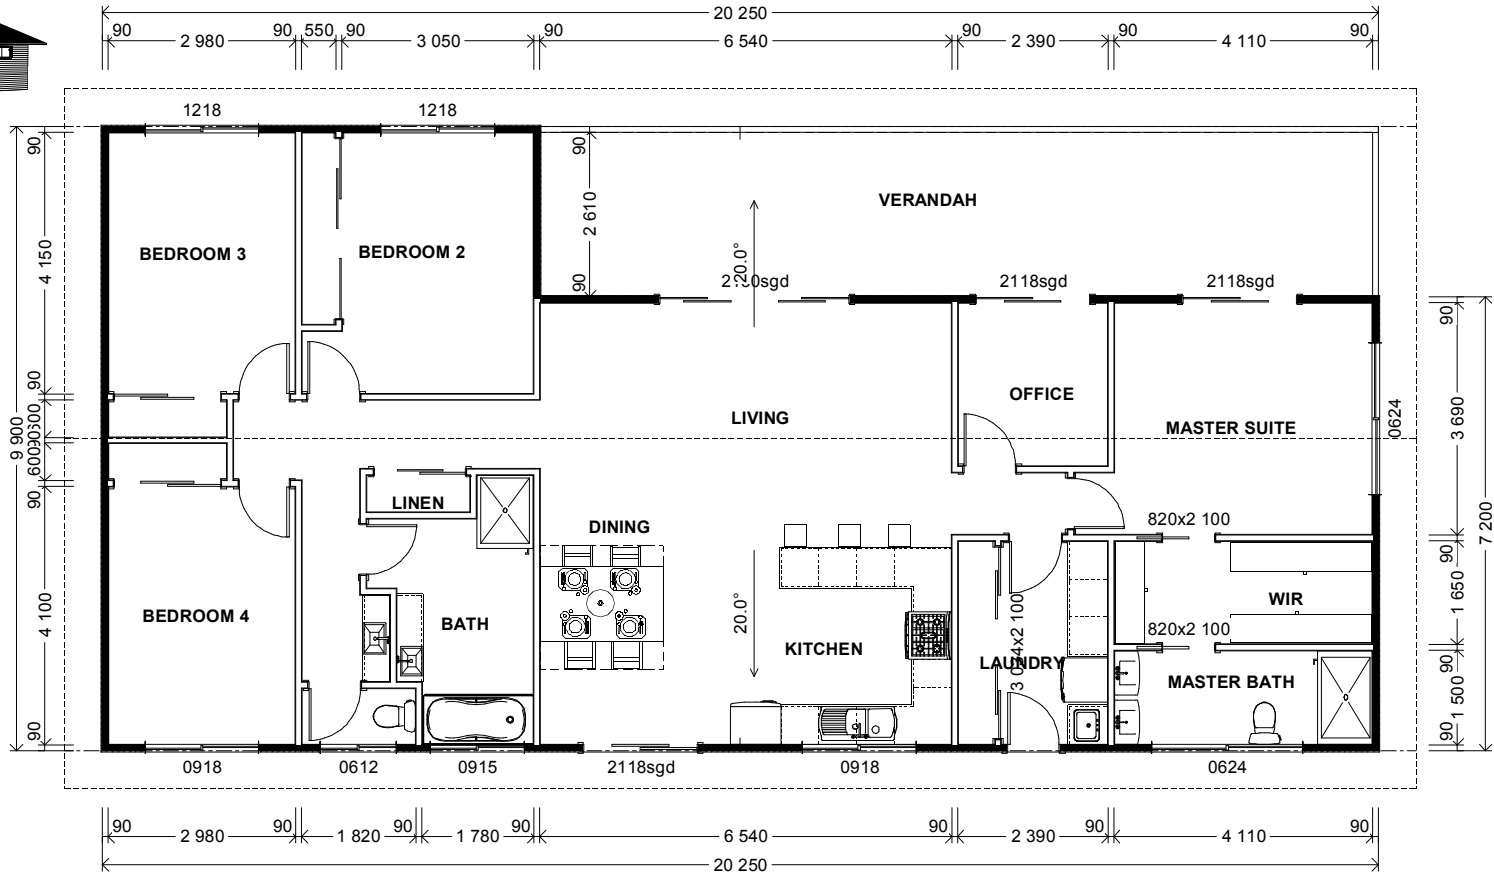 20 250
90 2 980 90 550 90 3 050 90 6 540 90 2 390 90 4 110 90
1218 1218
90 4 150 90 600 90 600 90 4 100 90
9 900
90 2 610 90
VERANDAH
BEDROOM 3
BEDROOM 2
20.0°
2118sgd
2118sgd
OFFICE
LIVING
MASTER SUITE
0624
90 3 690 90 1 650 90 1 500 90
7 200
LINEN
DINING
820x2 100
WIR
BEDROOM 4
BATH
20.0°
KITCHEN
LAUNDRY
820x2 100
MASTER BATH
0918 0612 0915 2118sgd 0918 0624
90 2 980 90 1 820 90 1 780 90 6 540 90 2 390 90 4 110 90
20 250